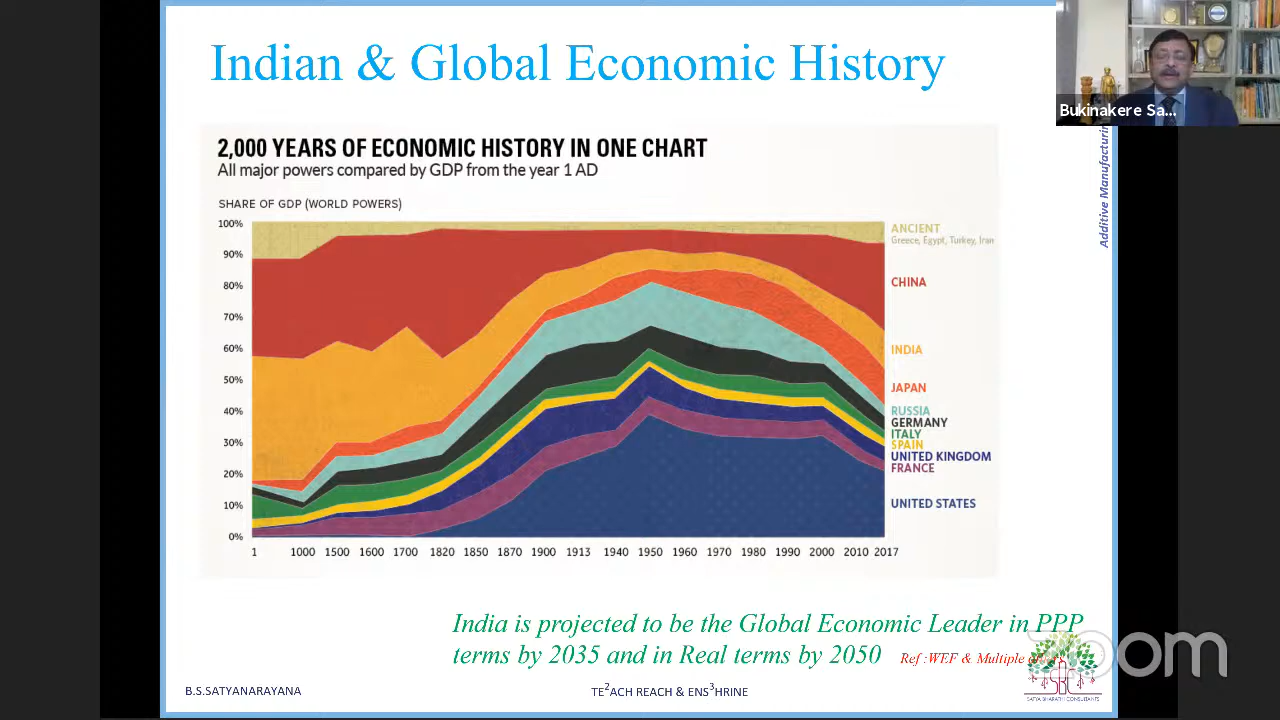 Indian & Global Economic History
Bukinakere Sa...
Additive Manufacturin
2,000 YEARS OF ECONOMIC HISTORY IN ONE CHART
All major powers compared by GDP from the year 1 AD
SHARE OF GDP (WORLD POWERS)
100%
90%
80%
70%
60%
50%
40%
30%
20%
10%
0%
1 1000 1500 1600 1700 1820 1850 1870 1900 1913 1940 1950 1960 1970 1980 1990 2000 2010 2017
ANCIENT
Greece, Egypt, Turkey, Iran
CHINA
INDIA
JAPAN
RUSSIA
GERMANY
ITALY
SPAIN
UNITED KINGDOM
FRANCE
UNITED STATES
India is projected to be the Global Economic Leader in PPP
terms by 2035 and in Real terms by 2050 Ref :WEF & Multiple
zoom
SATYA BHARATHI CONSULTANTS
B.S.SATYANARAYANA
TE²ACH REACH & ENS³HRINE